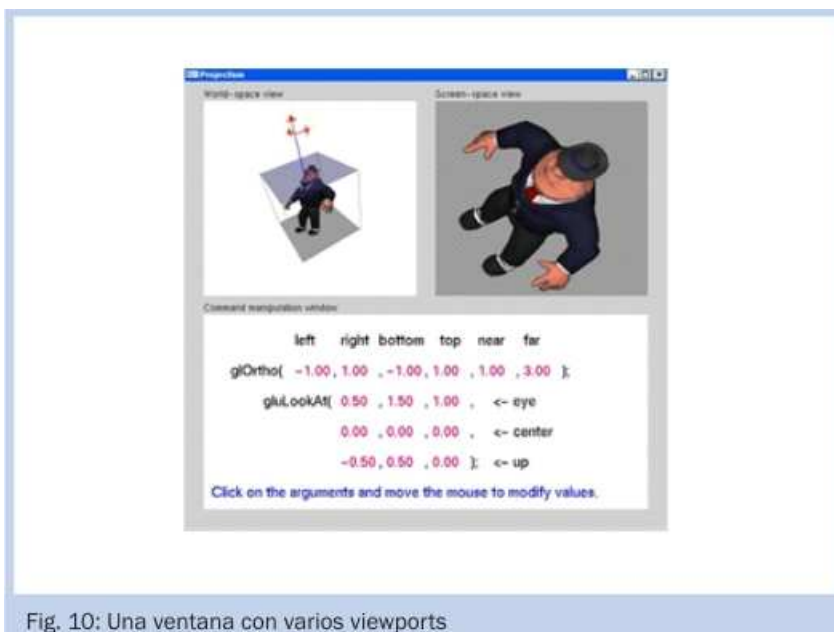 Projection
World-space view
Screen-space view
Command manipulation window
left right bottom top near far
glOrtho( -1.00 , 1.00 , -1.00 , 1.00 , 1.00 , 3.00 );
gluLookAt( 0.50 , 1.50 , 1.00 , <- eye
0.00 , 0.00 , 0.00 , <- center
-0.50 , 0.50 , 0.00 ); <- up
Click on the arguments and move the mouse to modify values.
Fig. 10: Una ventana con varios viewports